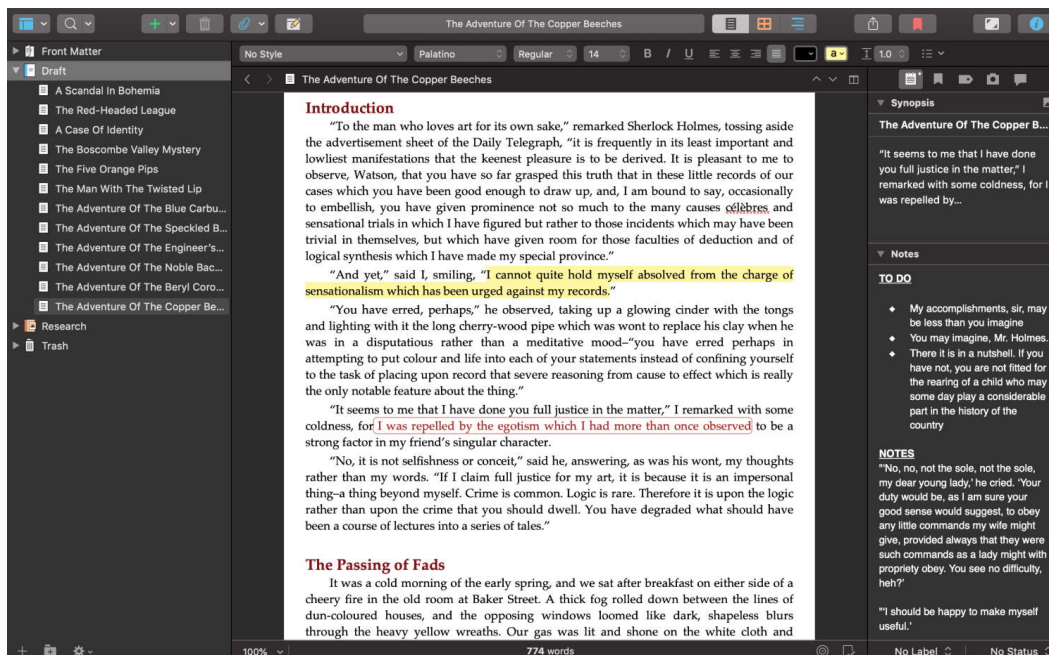 The Adventure Of The Copper Beeches
Front Matter
Draft
A Scandal In Bohemia
The Red-Headed League
A Case Of Identity
The Boscombe Valley Mystery
The Five Orange Pips
The Man With The Twisted Lip
The Adventure Of The Blue Carbu...
The Adventure Of The Speckled B...
The Adventure Of The Engineer's...
The Adventure Of The Noble Bac...
The Adventure Of The Beryl Coro...
The Adventure Of The Copper Be...
Research
Trash
No Style Palatino Regular 14 B I U a 1.0
The Adventure Of The Copper Beeches
Introduction
“To the man who loves art for its own sake,” remarked Sherlock Holmes, tossing aside
the advertisement sheet of the Daily Telegraph, “it is frequently in its least important and
lowliest manifestations that the keenest pleasure is to be derived. It is pleasant to me to
observe, Watson, that you have so far grasped this truth that in these little records of our
cases which you have been good enough to draw up, and, I am bound to say, occasionally
to embellish, you have given prominence not so much to the many causes célèbres and
sensational trials in which I have figured but rather to those incidents which may have been
trivial in themselves, but which have given room for those faculties of deduction and of
logical synthesis which I have made my special province.”
“And yet,” said I, smiling, “I cannot quite hold myself absolved from the charge of
sensationalism which has been urged against my records.”
“You have erred, perhaps,” he observed, taking up a glowing cinder with the tongs
and lighting with it the long cherry-wood pipe which was wont to replace his clay when he
was in a disputatious rather than a meditative mood–“you have erred perhaps in
attempting to put colour and life into each of your statements instead of confining yourself
to the task of placing upon record that severe reasoning from cause to effect which is really
the only notable feature about the thing.”
“It seems to me that I have done you full justice in the matter,” I remarked with some
coldness, for I was repelled by the egotism which I had more than once observed to be a
strong factor in my friend’s singular character.
“No, it is not selfishness or conceit,” said he, answering, as was his wont, my thoughts
rather than my words. “If I claim full justice for my art, it is because it is an impersonal
thing–a thing beyond myself. Crime is common. Logic is rare. Therefore it is upon the logic
rather than upon the crime that you should dwell. You have degraded what should have
been a course of lectures into a series of tales.”
The Passing of Fads
It was a cold morning of the early spring, and we sat after breakfast on either side of a
cheery fire in the old room at Baker Street. A thick fog rolled down between the lines of
dun-coloured houses, and the opposing windows loomed like dark, shapeless blurs
through the heavy yellow wreaths. Our gas was lit and shone on the white cloth and
100% 774 words
Synopsis
The Adventure Of The Copper B...
“It seems to me that I have done
you full justice in the matter,” I
remarked with some coldness, for I
was repelled by...
Notes
TO DO
My accomplishments, sir, may
be less than you imagine
You may imagine, Mr. Holmes.
There it is in a nutshell. If you
have not, you are not fitted for
the rearing of a child who may
some day play a considerable
part in the history of the
country
NOTES
"'No, no, not the sole, not the sole,
my dear young lady,' he cried. 'Your
duty would be, as I am sure your
good sense would suggest, to obey
any little commands my wife might
give, provided always that they were
such commands as a lady might with
propriety obey. You see no difficulty,
heh?'
"'I should be happy to make myself
useful.'
No Label No Status